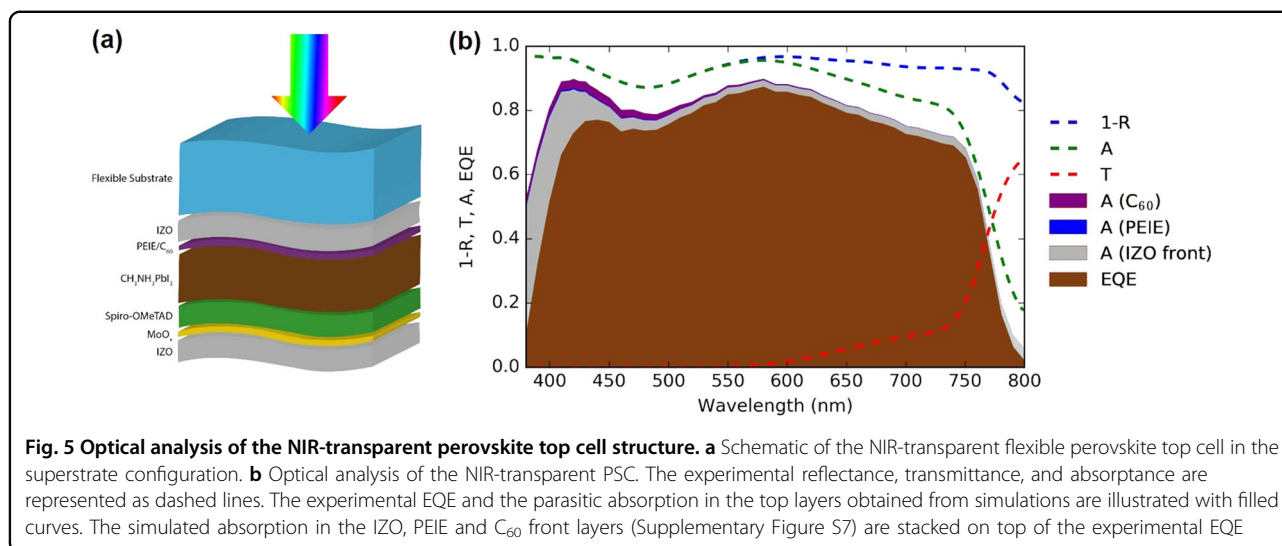 (a)
Flexible Substrate
IZO
PEIE/C₆₀
CH₃NH₃PbI₃
Spiro-OMeTAD
MoOₓ
IZO
(b)
1-R, T, A, EQE
1.0
0.8
0.6
0.4
0.2
0.0
400 450 500 550 600 650 700 750 800
Wavelength (nm)
1-R
A
T
A (C₆₀)
A (PEIE)
A (IZO front)
EQE
Fig. 5 Optical analysis of the NIR-transparent perovskite top cell structure. a Schematic of the NIR-transparent flexible perovskite top cell in the
superstrate configuration. b Optical analysis of the NIR-transparent PSC. The experimental reflectance, transmittance, and absorptance are
represented as dashed lines. The experimental EQE and the parasitic absorption in the top layers obtained from simulations are illustrated with filled
curves. The simulated absorption in the IZO, PEIE and C₆₀ front layers (Supplementary Figure S7) are stacked on top of the experimental EQE